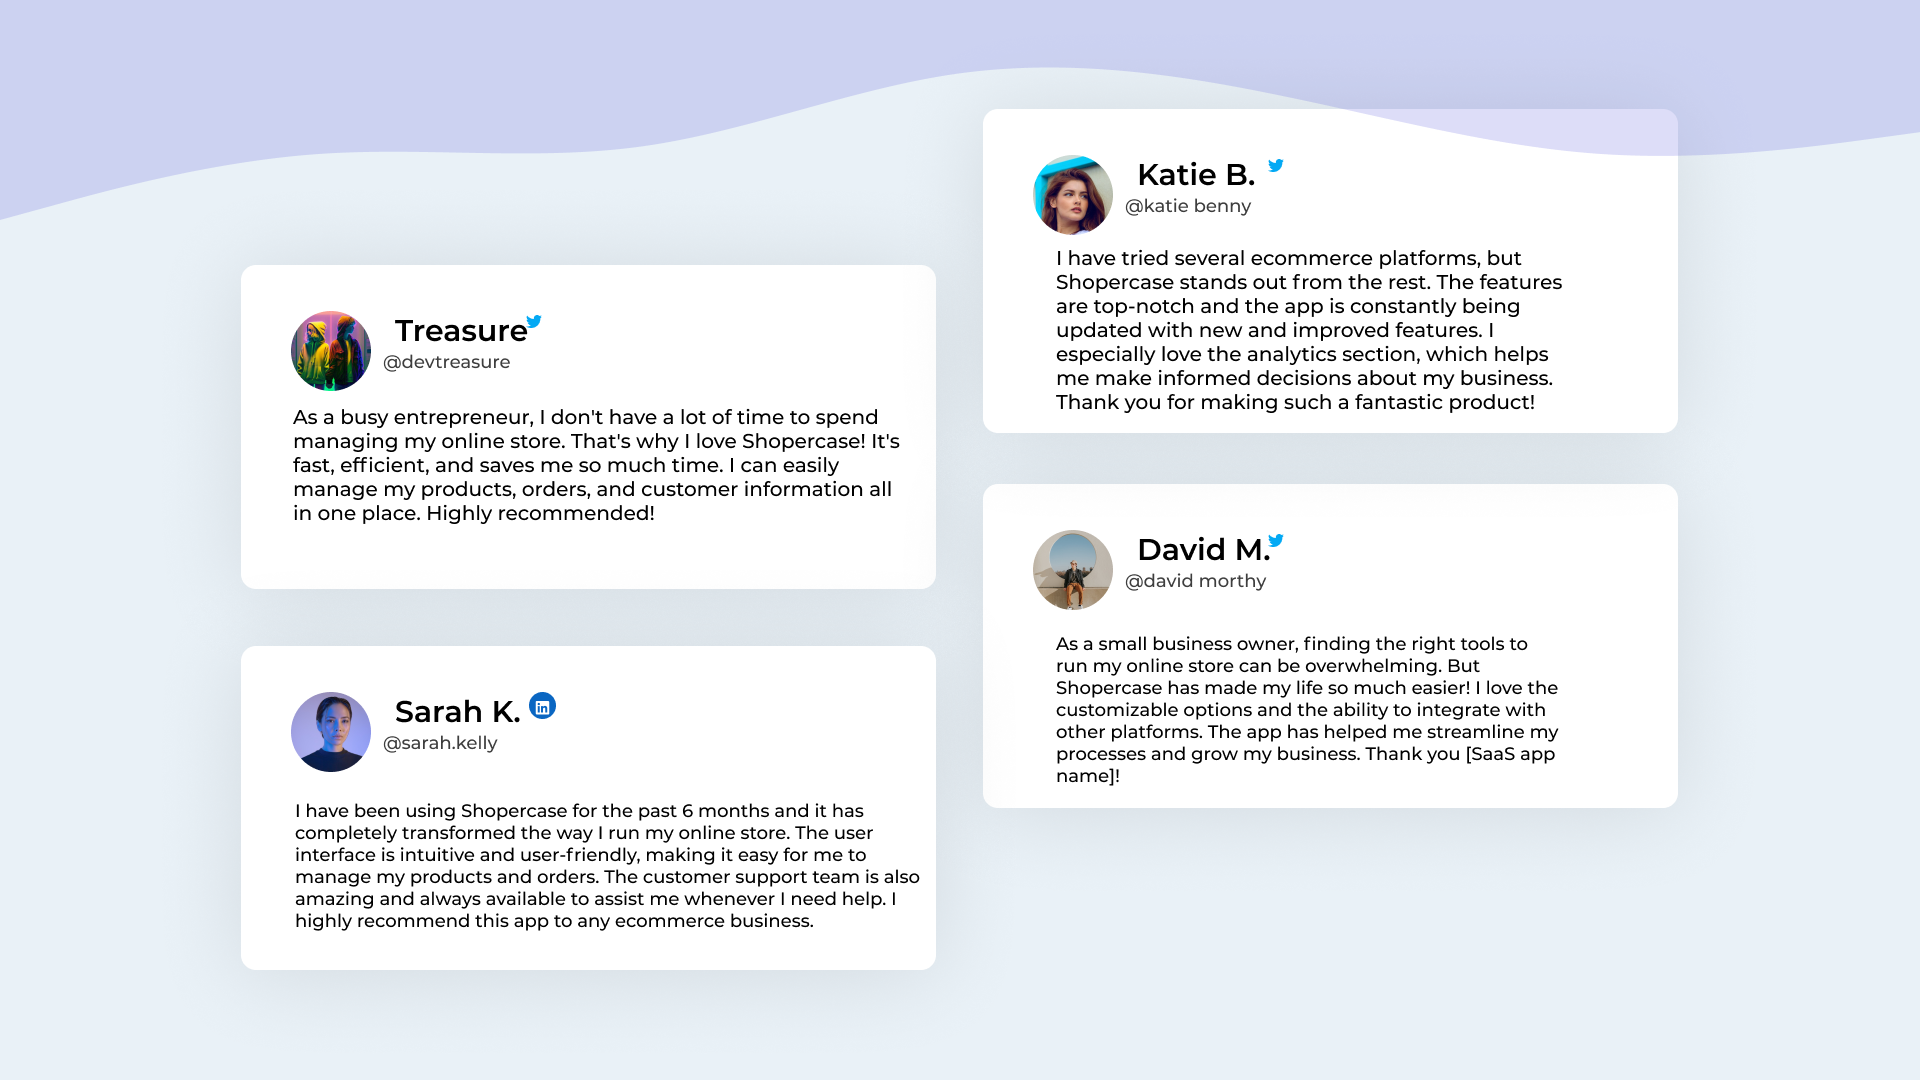 Treasure
@devtreasure
As a busy entrepreneur, I don't have a lot of time to spend
managing my online store. That's why I love Shopercase! It's
fast, efficient, and saves me so much time. I can easily
manage my products, orders, and customer information all
in one place. Highly recommended!
Sarah K.
in
@sarah.kelly
I have been using Shopercase for the past 6 months and it has
completely transformed the way I run my online store. The user
interface is intuitive and user-friendly, making it easy for me to
manage my products and orders. The customer support team is also
amazing and always available to assist me whenever I need help. I
highly recommend this app to any ecommerce business.
Katie B.
@katie benny
I have tried several ecommerce platforms, but
Shopercase stands out from the rest. The features
are top-notch and the app is constantly being
updated with new and improved features. I
especially love the analytics section, which helps
me make informed decisions about my business.
Thank you for making such a fantastic product!
David M.
@david morthy
As a small business owner, finding the right tools to
run my online store can be overwhelming. But
Shopercase has made my life so much easier! I love the
customizable options and the ability to integrate with
other platforms. The app has helped me streamline my
processes and grow my business. Thank you [SaaS app
name]!